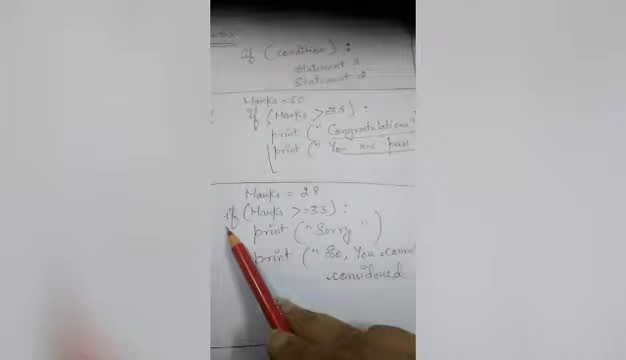 if (condition) :
Statement 1
Statement 2
Marks = 50
if (Marks >=33) :
print (" Congratulations"
print (" You are pass
Marks = 28
if (Marks >=33) :
print ("Sorry ")
print (" So, You canno
considered